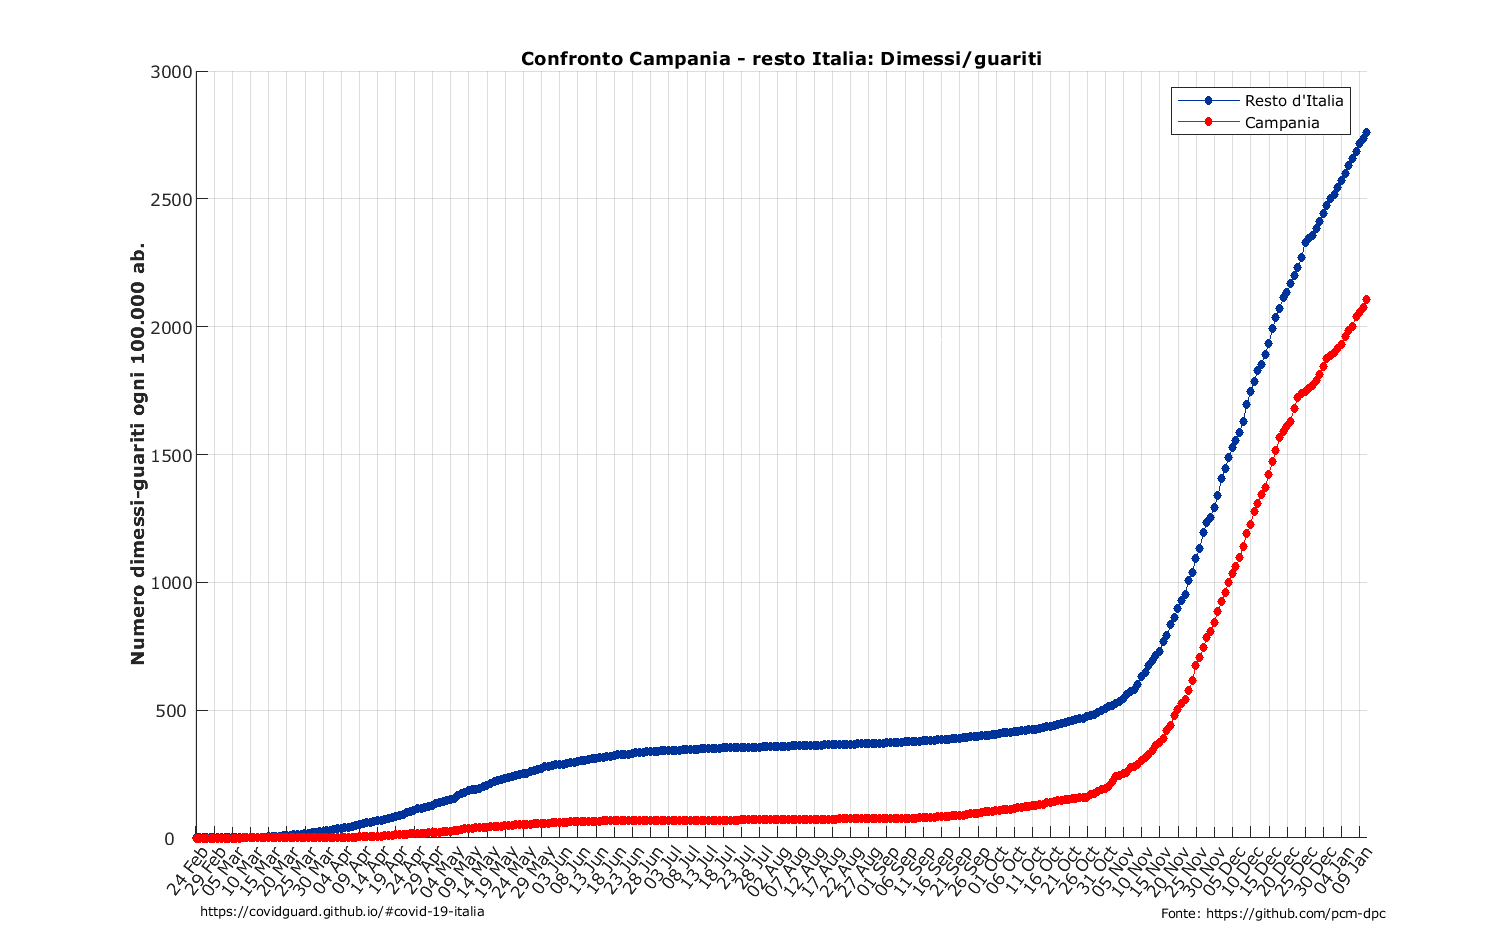 Confronto Campania - resto Italia: Dimessi/guariti
Resto d'Italia
Campania
Numero dimessi-guariti ogni 100.000 ab.
3000
2500
2000
1500
1000
500
0
24 Feb
29 Feb
05 Mar
10 Mar
15 Mar
20 Mar
25 Mar
30 Mar
04 Apr
09 Apr
14 Apr
19 Apr
24 Apr
29 Apr
04 May
09 May
14 May
19 May
24 May
29 May
03 Jun
08 Jun
13 Jun
18 Jun
23 Jun
28 Jun
03 Jul
08 Jul
13 Jul
18 Jul
23 Jul
28 Jul
02 Aug
07 Aug
12 Aug
17 Aug
22 Aug
27 Aug
01 Sep
06 Sep
11 Sep
16 Sep
21 Sep
26 Sep
01 Oct
06 Oct
11 Oct
16 Oct
21 Oct
26 Oct
31 Oct
05 Nov
10 Nov
15 Nov
20 Nov
25 Nov
30 Nov
05 Dec
10 Dec
15 Dec
20 Dec
25 Dec
30 Dec
04 Jan
09 Jan
https://covidguard.github.io/#covid-19-italia
Fonte: https://github.com/pcm-dpc